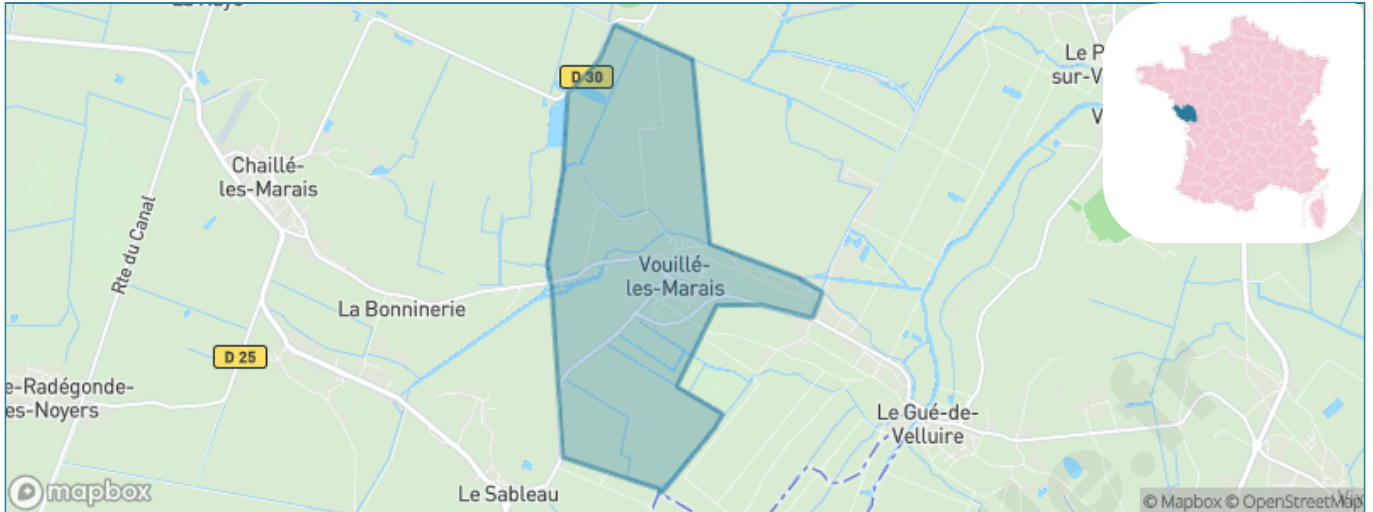 D 30
Le P
sur-V
V
Chaillé-
les-Marais
Rte du Canal
Vouillé-
les-Marais
La Bonninerie
D 25
e-Radégonde-
es-Noyers
Le Gué-de-
Velluire
Le Sableau
mapbox
© Mapbox © OpenStreetMap